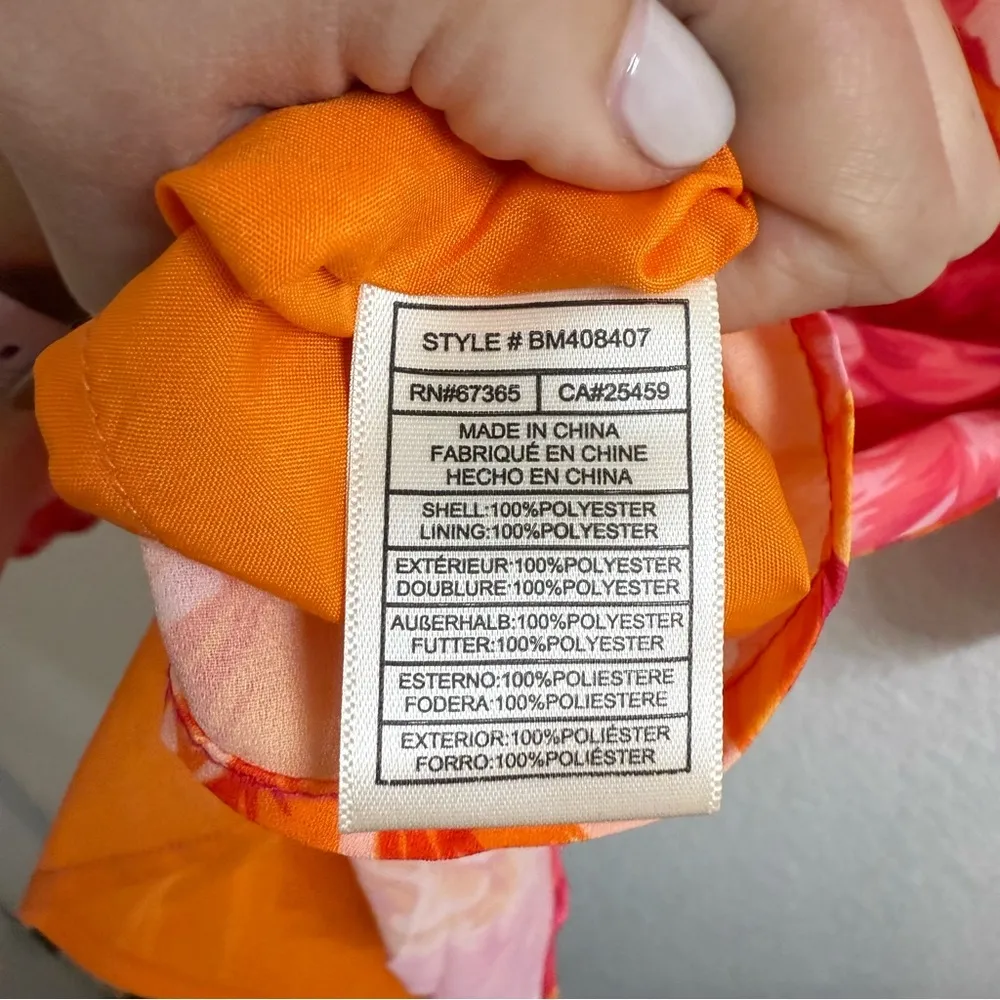 STYLE # BM408407
RN#67365 CA#25459
MADE IN CHINA
FABRIQUÉ EN CHINE
HECHO EN CHINA
SHELL:100%POLYESTER
LINING:100%POLYESTER
EXTÉRIEUR:100%POLYESTER
DOUBLURE:100%POLYESTER
AUßERHALB:100%POLYESTER
FUTTER:100%POLYESTER
ESTERNO:100%POLIESTERE
FODERA:100%POLIESTERE
EXTERIOR:100%POLIÉSTER
FORRO:100%POLIÉSTER